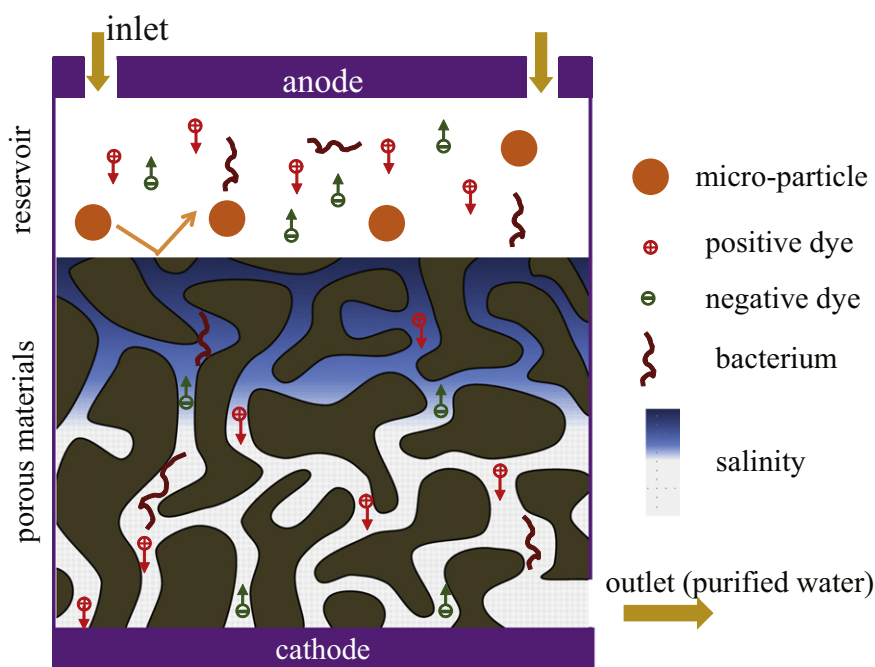 inlet
anode
reservoir
micro-particle
positive dye
negative dye
bacterium
salinity
porous materials
outlet (purified water)
cathode